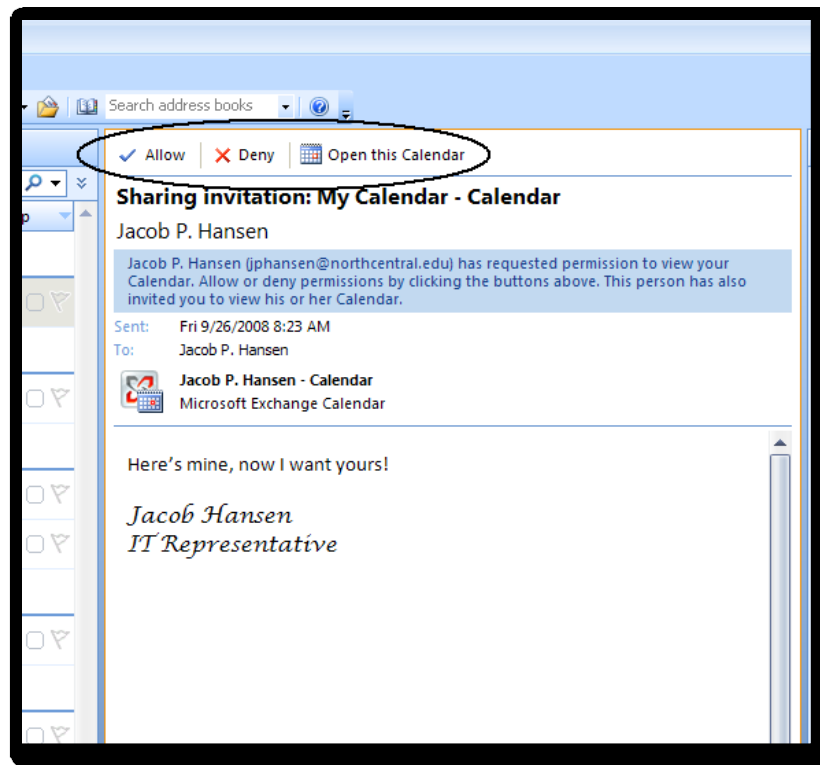 Search address books
Allow Deny Open this Calendar
Sharing invitation: My Calendar - Calendar
Jacob P. Hansen
Jacob P. Hansen (jphansen@northcentral.edu) has requested permission to view your
Calendar. Allow or deny permissions by clicking the buttons above. This person has also
invited you to view his or her Calendar.
Sent: Fri 9/26/2008 8:23 AM
To: Jacob P. Hansen
Jacob P. Hansen - Calendar
Microsoft Exchange Calendar
Here's mine, now I want yours!
Jacob Hansen
IT Representative